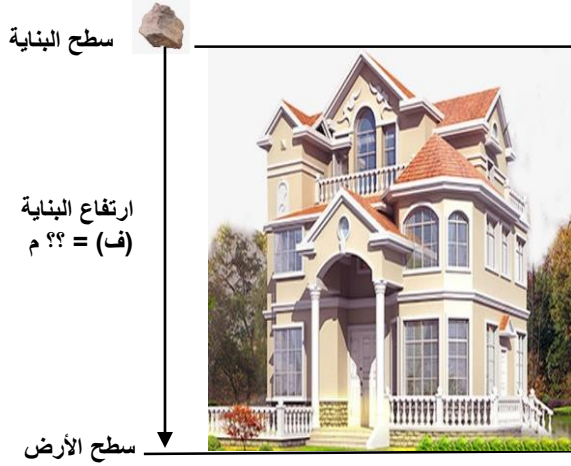 سطح البناية
ارتفاع البناية
(ف) = ؟؟ م
سطح الأرض